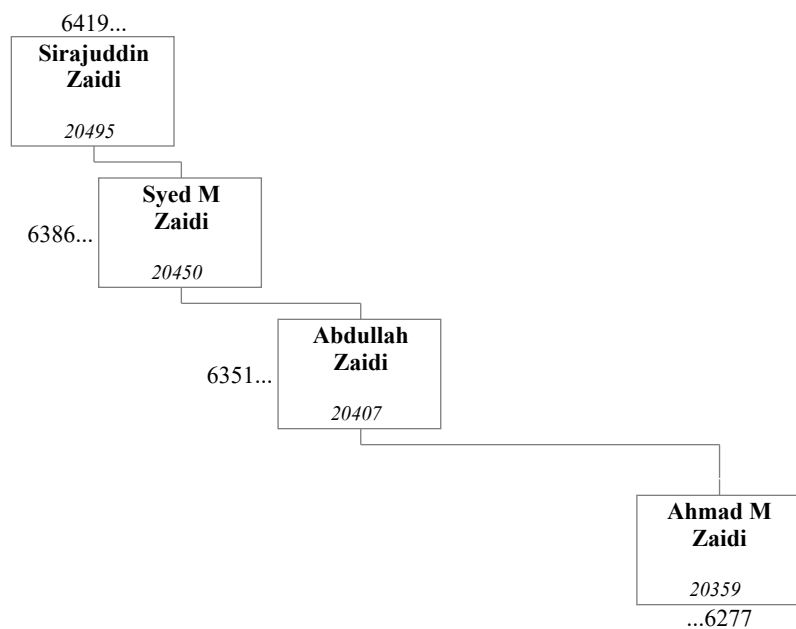 6419...
Sirajuddin
Zaidi
20495
Syed M
Zaidi
6386...
20450
Abdullah
Zaidi
6351...
20407
Ahmad M
Zaidi
20359
...6277